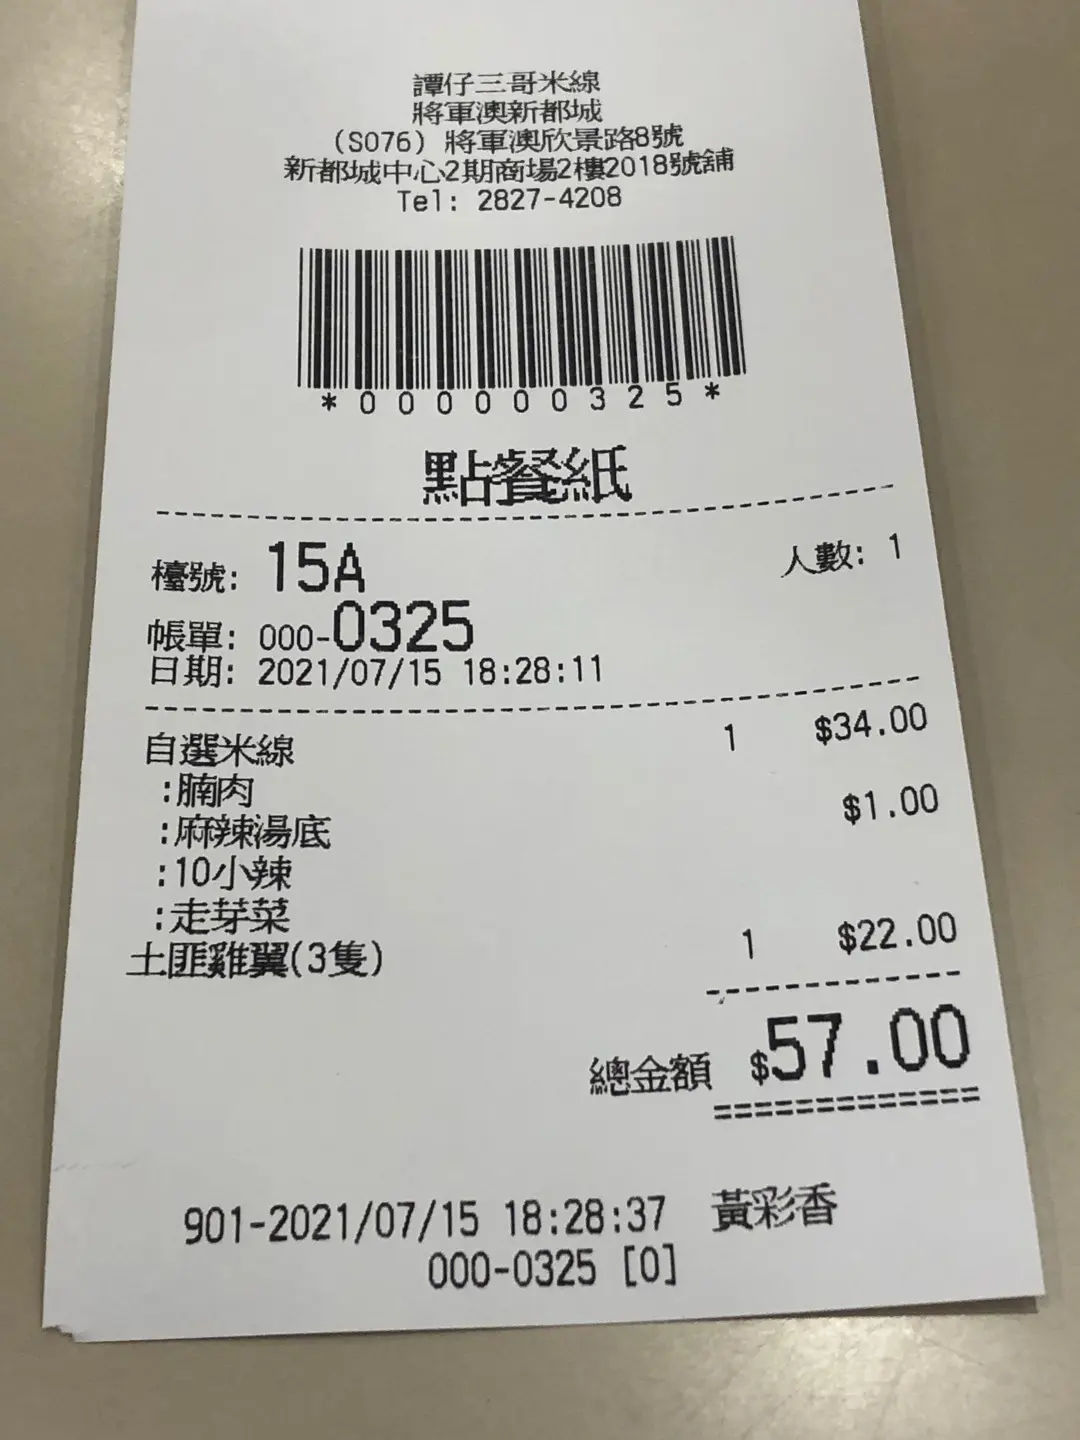 譚仔三哥米線
將軍澳新都城
(S076) 將軍澳欣景路8號
新都城中心2期商場2樓2018號舖
Tel: 2827-4208
*000000325*
點餐紙
檯號: 15A 人數: 1
帳單: 000-0325
日期: 2021/07/15 18:28:11
自選米線 1 $34.00
:腩肉
:麻辣湯底 $1.00
:10小辣
:走芽菜
土匪雞翼(3隻) 1 $22.00
總金額 $57.00
901-2021/07/15 18:28:37 黃彩香
000-0325 [0]